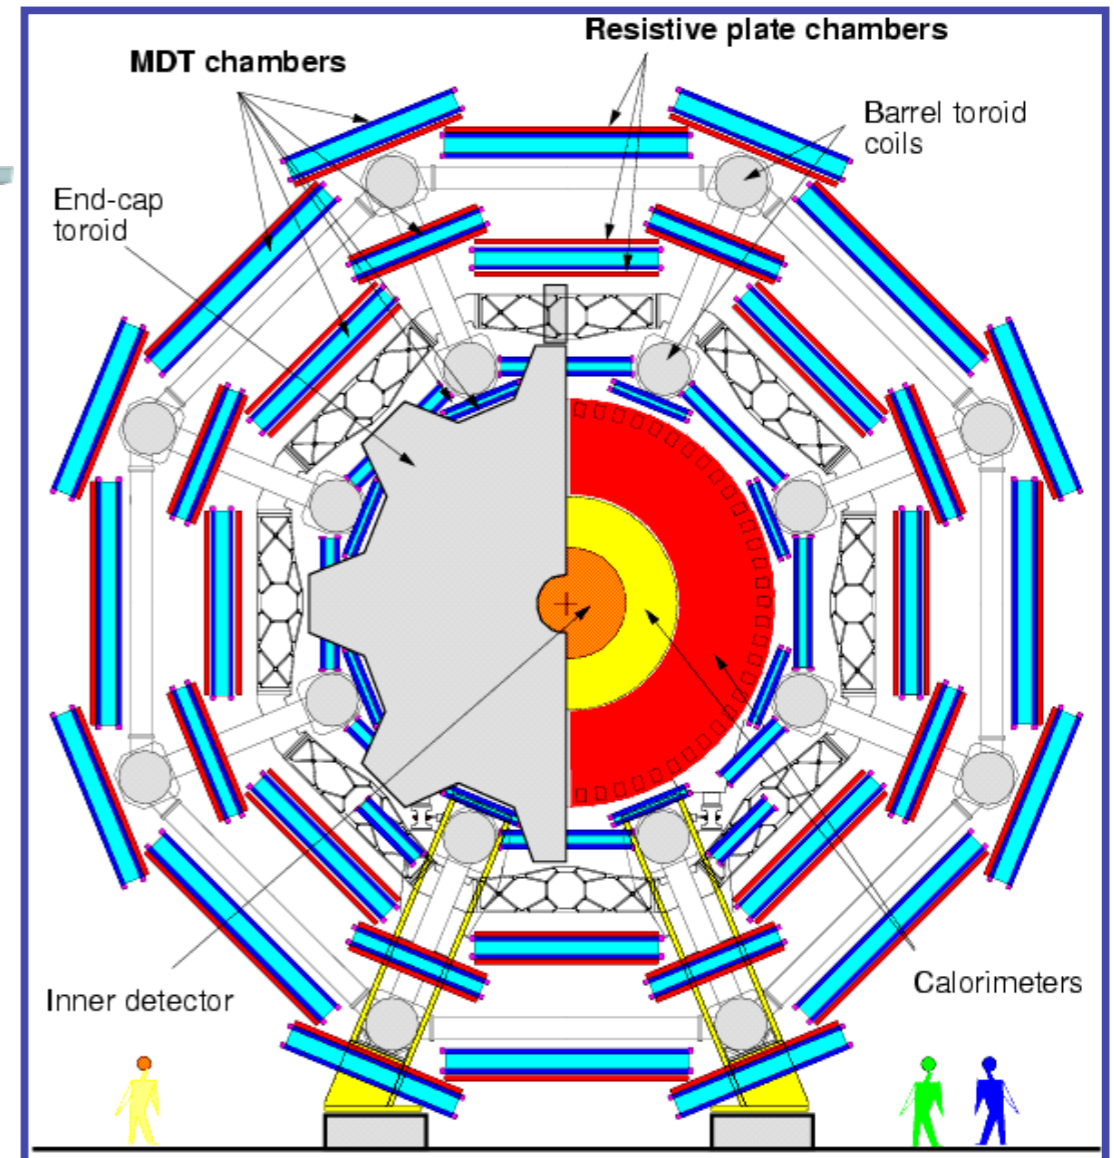 Resistive plate chambers
MDT chambers
Barrel toroid
coils
End-cap
toroid
Inner detector
Calorimeters